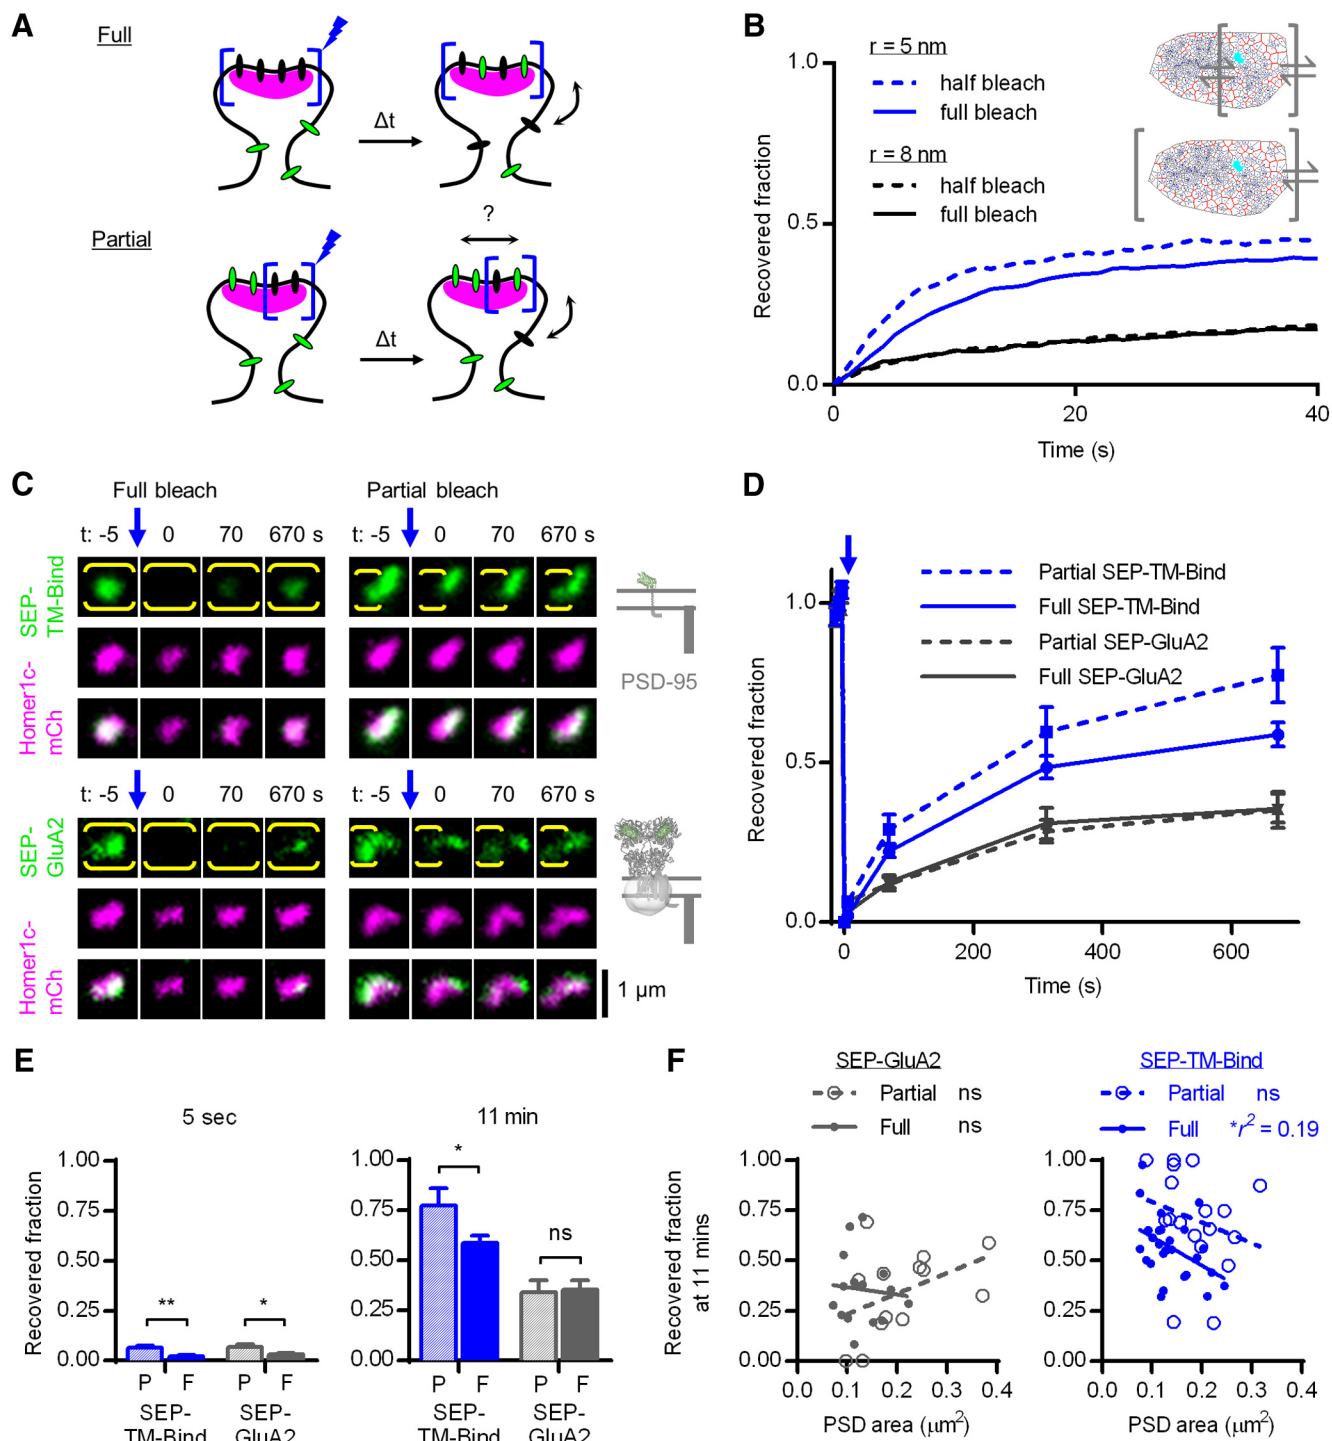 A
Full
Δt
Partial
?
Δt
B
r = 5 nm
half bleach
full bleach
r = 8 nm
half bleach
full bleach
Recovered fraction
1.0
0.5
0.0
0
20
40
Time (s)
C
Full bleach
Partial bleach
t: -5
0
70
670 s
t: -5
0
70
670 s
SEP-
TM-Bind
Homer1c-
mCh
PSD-95
t: -5
0
70
670 s
t: -5
0
70
670 s
SEP-
GluA2
Homer1c-
mCh
1 µm
D
Partial SEP-TM-Bind
Full SEP-TM-Bind
Partial SEP-GluA2
Full SEP-GluA2
Recovered fraction
1.0
0.5
0.0
0
200
400
600
Time (s)
E
5 sec
Recovered fraction
1.00
0.75
0.50
0.25
0.00
**
*
P
F
P
F
SEP-
TM-Bind
SEP-
GluA2
11 min
1.00
0.75
0.50
0.25
0.00
*
ns
P
F
P
F
SEP-
TM-Bind
SEP-
GluA2
F
SEP-GluA2
Partial ns
Full ns
SEP-TM-Bind
Partial ns
Full *r² = 0.19
Recovered fraction
at 11 mins
1.00
0.75
0.50
0.25
0.00
0.0
0.1
0.2
0.3
0.4
PSD area (µm²)
1.00
0.75
0.50
0.25
0.00
0.0
0.1
0.2
0.3
0.4
PSD area (µm²)